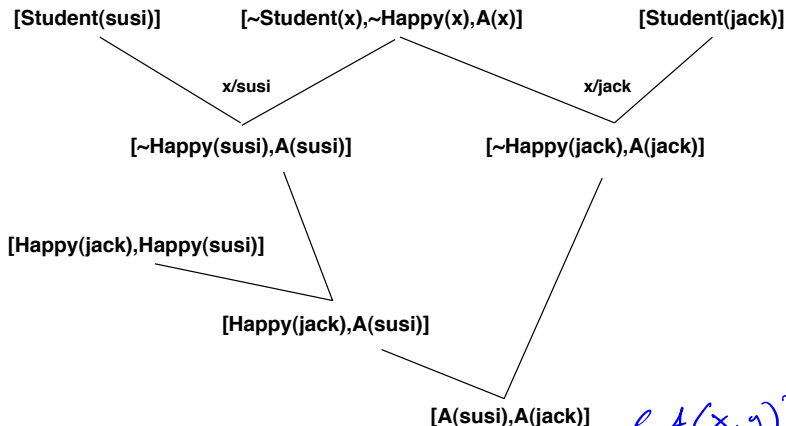 [Student(susi)] [~Student(x),~Happy(x),A(x)] [Student(jack)]
x/susi x/jack
[~Happy(susi),A(susi)] [~Happy(jack),A(jack)]
[Happy(jack),Happy(susi)]
[Happy(jack),A(susi)]
[A(susi),A(jack)] A(x,y)